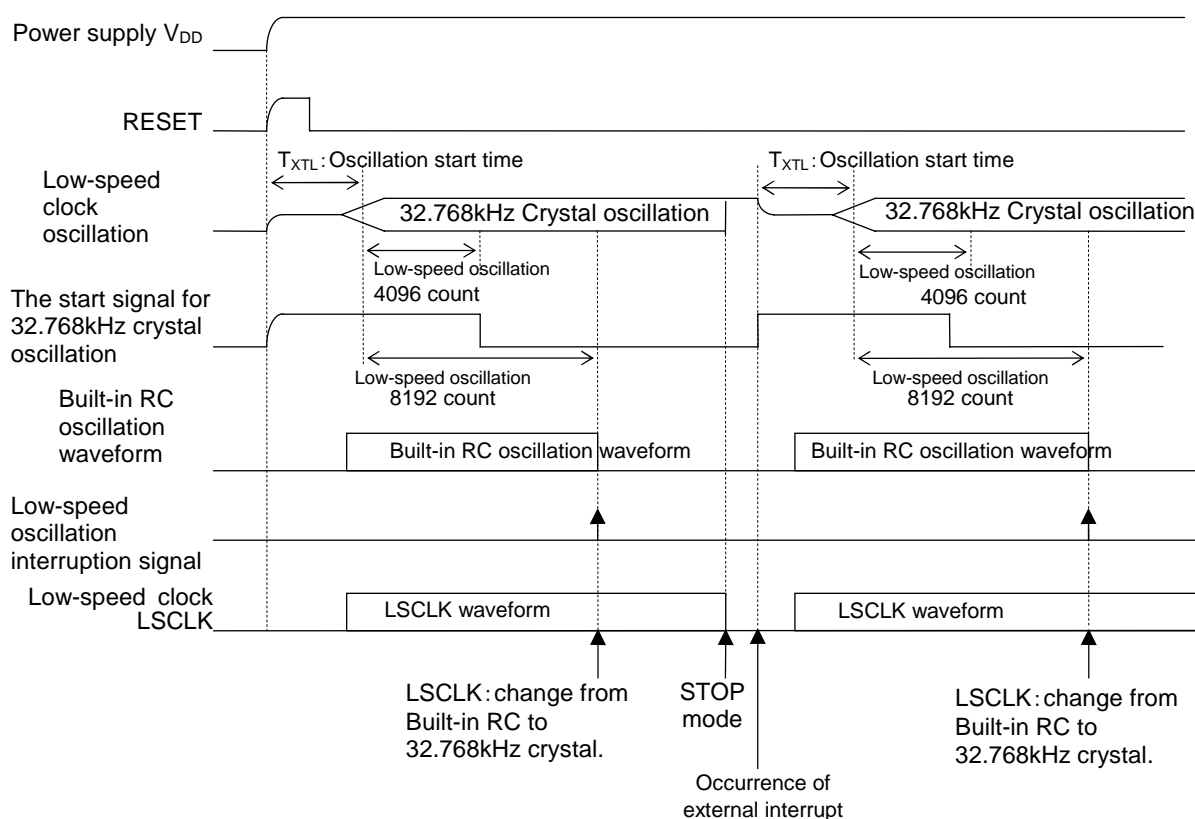 Power supply VDD
RESET
TXTL: Oscillation start time
TXTL: Oscillation start time
Low-speed
clock
oscillation
32.768kHz Crystal oscillation
32.768kHz Crystal oscillation
Low-speed oscillation
4096 count
Low-speed oscillation
4096 count
The start signal for
32.768kHz crystal
oscillation
Low-speed oscillation
8192 count
Low-speed oscillation
8192 count
Built-in RC
oscillation
waveform
Built-in RC oscillation waveform
Built-in RC oscillation waveform
Low-speed
oscillation
interruption signal
Low-speed clock
LSCLK
LSCLK waveform
LSCLK waveform
LSCLK: change from
Built-in RC to
32.768kHz crystal.
STOP
mode
LSCLK: change from
Built-in RC to
32.768kHz crystal.
Occurrence of
external interrupt